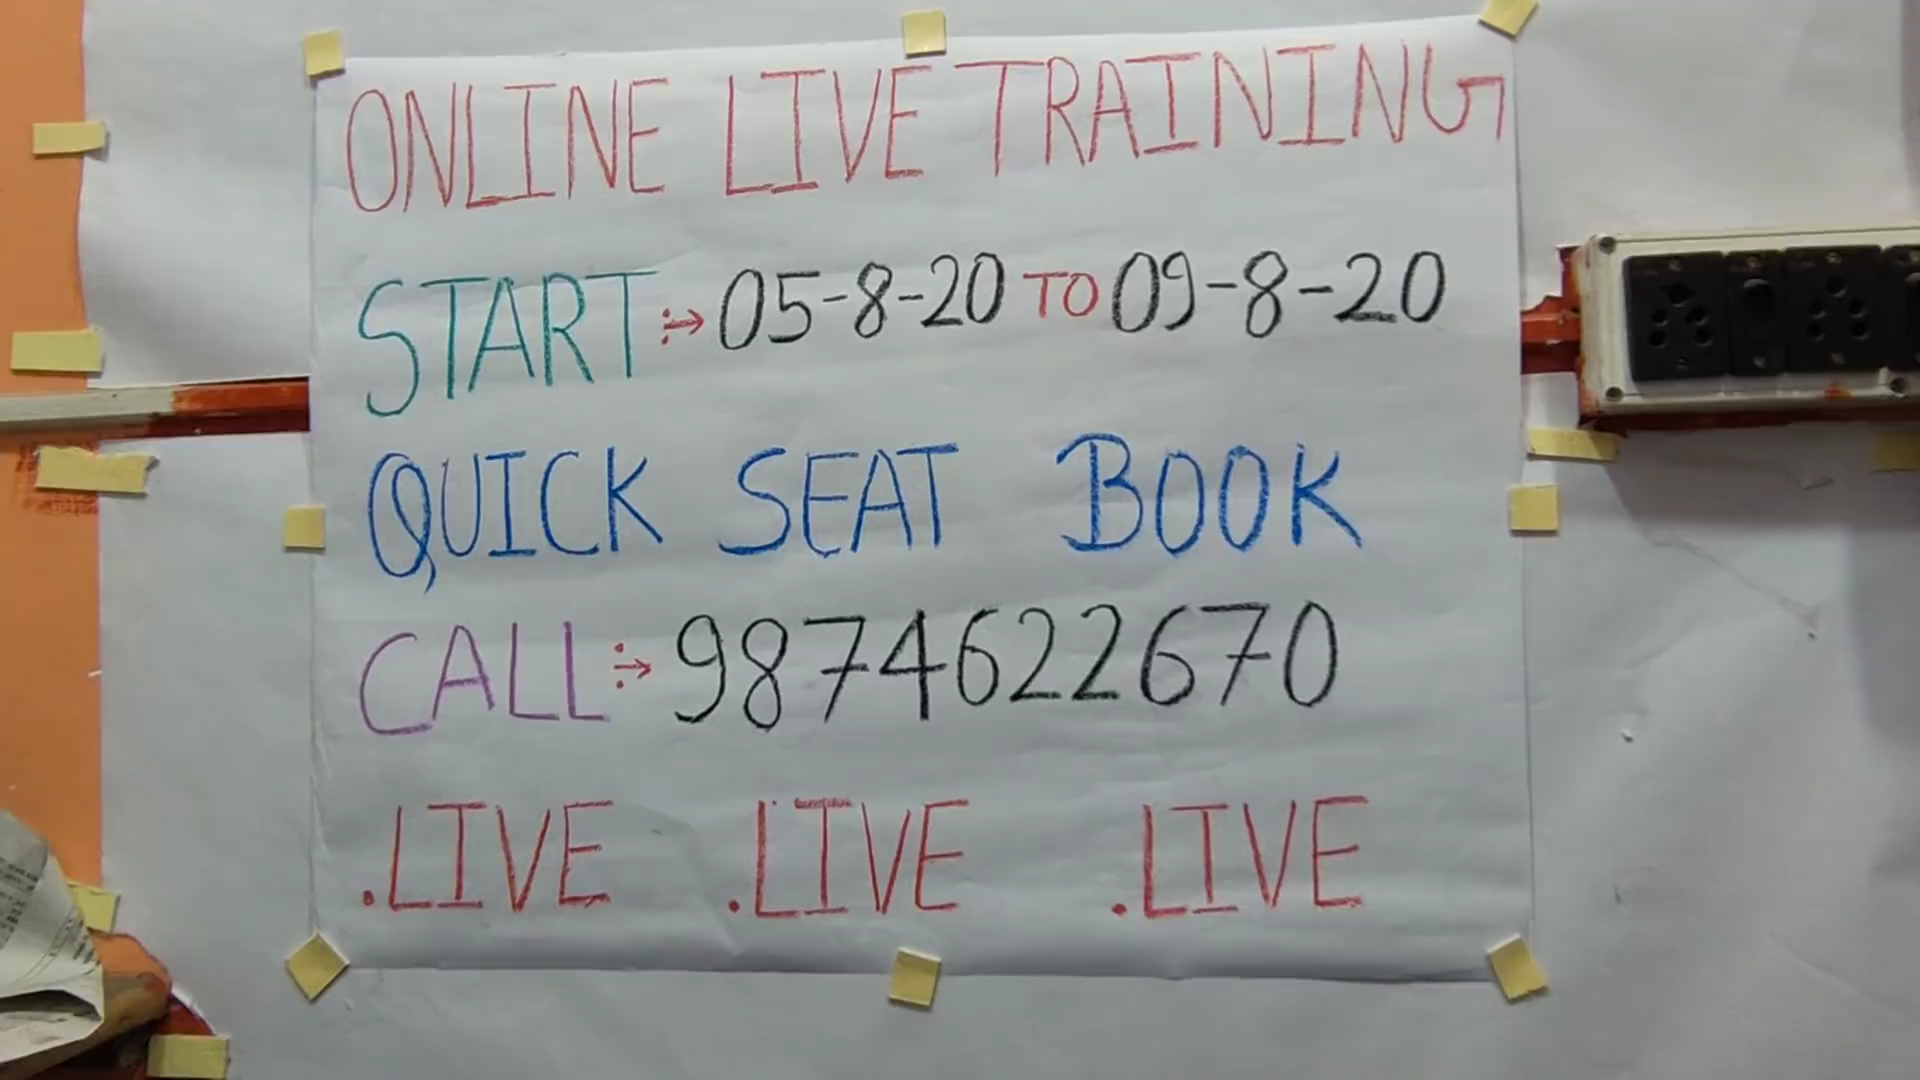 ONLINE LIVE TRAINING
START :→ 05-8-20 TO 09-8-20
QUICK SEAT BOOK
CALL :→ 9874622670
.LIVE .LIVE .LIVE